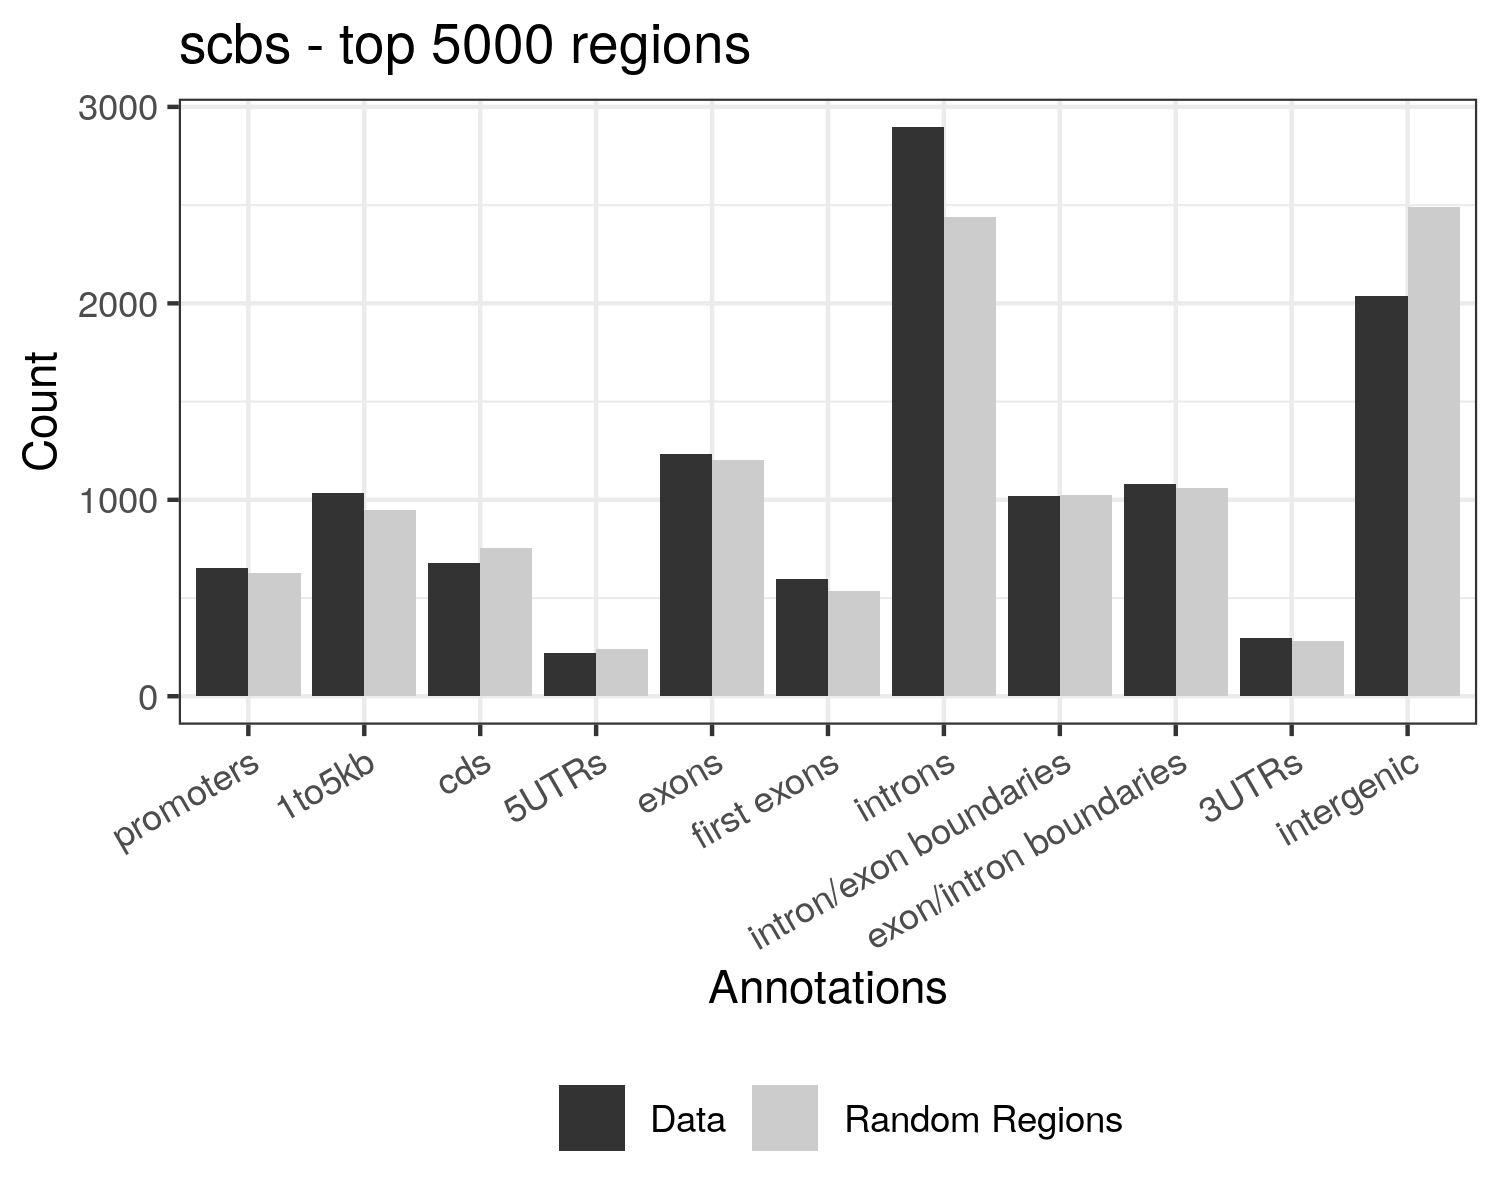 scbs - top 5000 regions
3000
2000
1000
0
Count
promoters
1to5kb
cds
5UTRs
exons
first exons
introns
intron/exon boundaries
exon/intron boundaries
3UTRs
intergenic
Annotations
Data
Random Regions